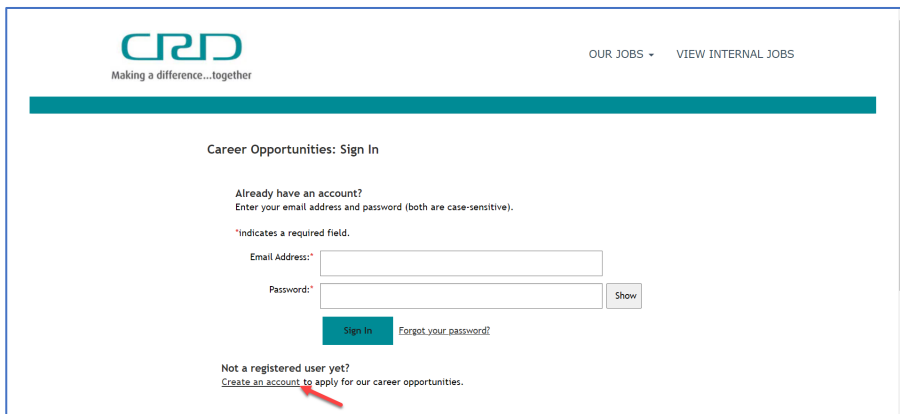 CRD
Making a difference...together
OUR JOBS
VIEW INTERNAL JOBS
Career Opportunities: Sign In
Already have an account?
Enter your email address and password (both are case-sensitive).
*indicates a required field.
Email Address:*
Password:*
Show
Sign In
Forgot your password?
Not a registered user yet?
Create an account to apply for our career opportunities.